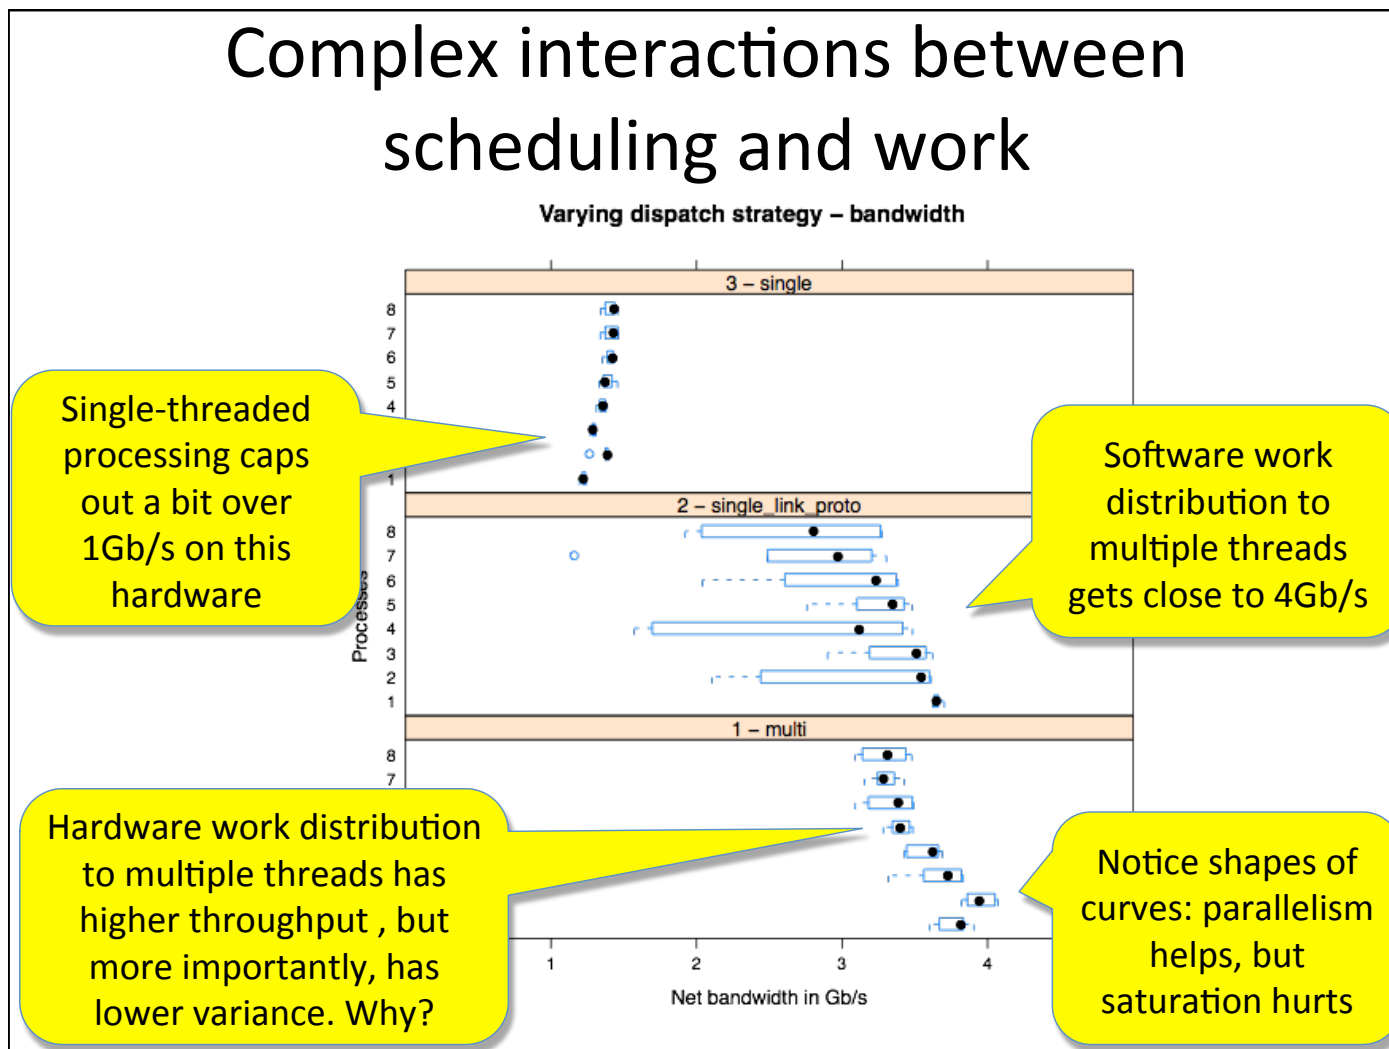 Complex interactions between
scheduling and work
Varying dispatch strategy – bandwidth
3 – single
8
7
6
5
4
1
Single-threaded
processing caps
out a bit over
1Gb/s on this
hardware
2 – single_link_proto
8
7
6
5
4
3
2
1
Processes
Software work
distribution to
multiple threads
gets close to 4Gb/s
1 – multi
8
7
Hardware work distribution
to multiple threads has
higher throughput , but
more importantly, has
lower variance. Why?
Notice shapes of
curves: parallelism
helps, but
saturation hurts
1 2 3 4
Net bandwidth in Gb/s